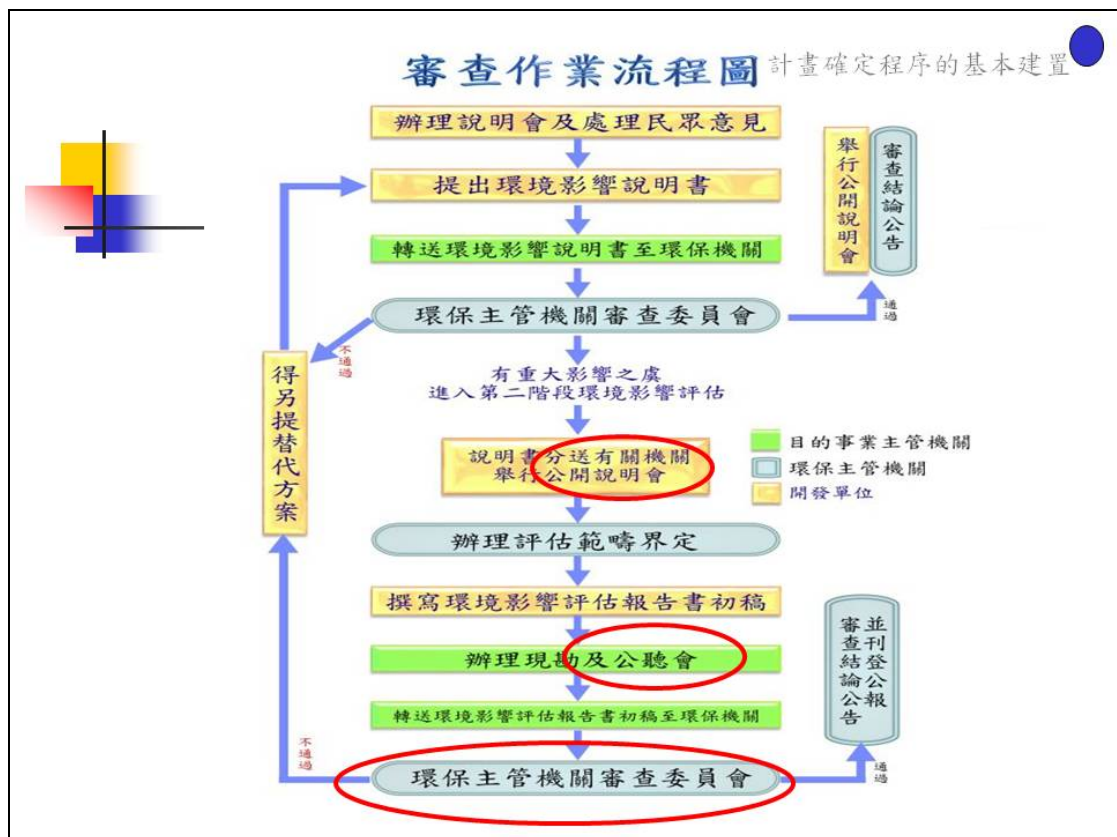 審查作業流程圖 計畫確定程序的基本建置
辦理說明會及處理民眾意見
提出環境影響說明書
轉送環境影響說明書至環保機關
環保主管機關審查委員會
通過
舉行公開說明會
審查結論公告
不通過
得另提替代方案
有重大影響之虞
進入第二階段環境影響評估
說明書分送有關機關
舉行公開說明會
目的事業主管機關
環保主管機關
開發單位
辦理評估範疇界定
撰寫環境影響評估報告書初稿
辦理現勘及公聽會
轉送環境影響評估報告書初稿至環保機關
環保主管機關審查委員會
不通過
通過
審查結論公告
並刊登公報